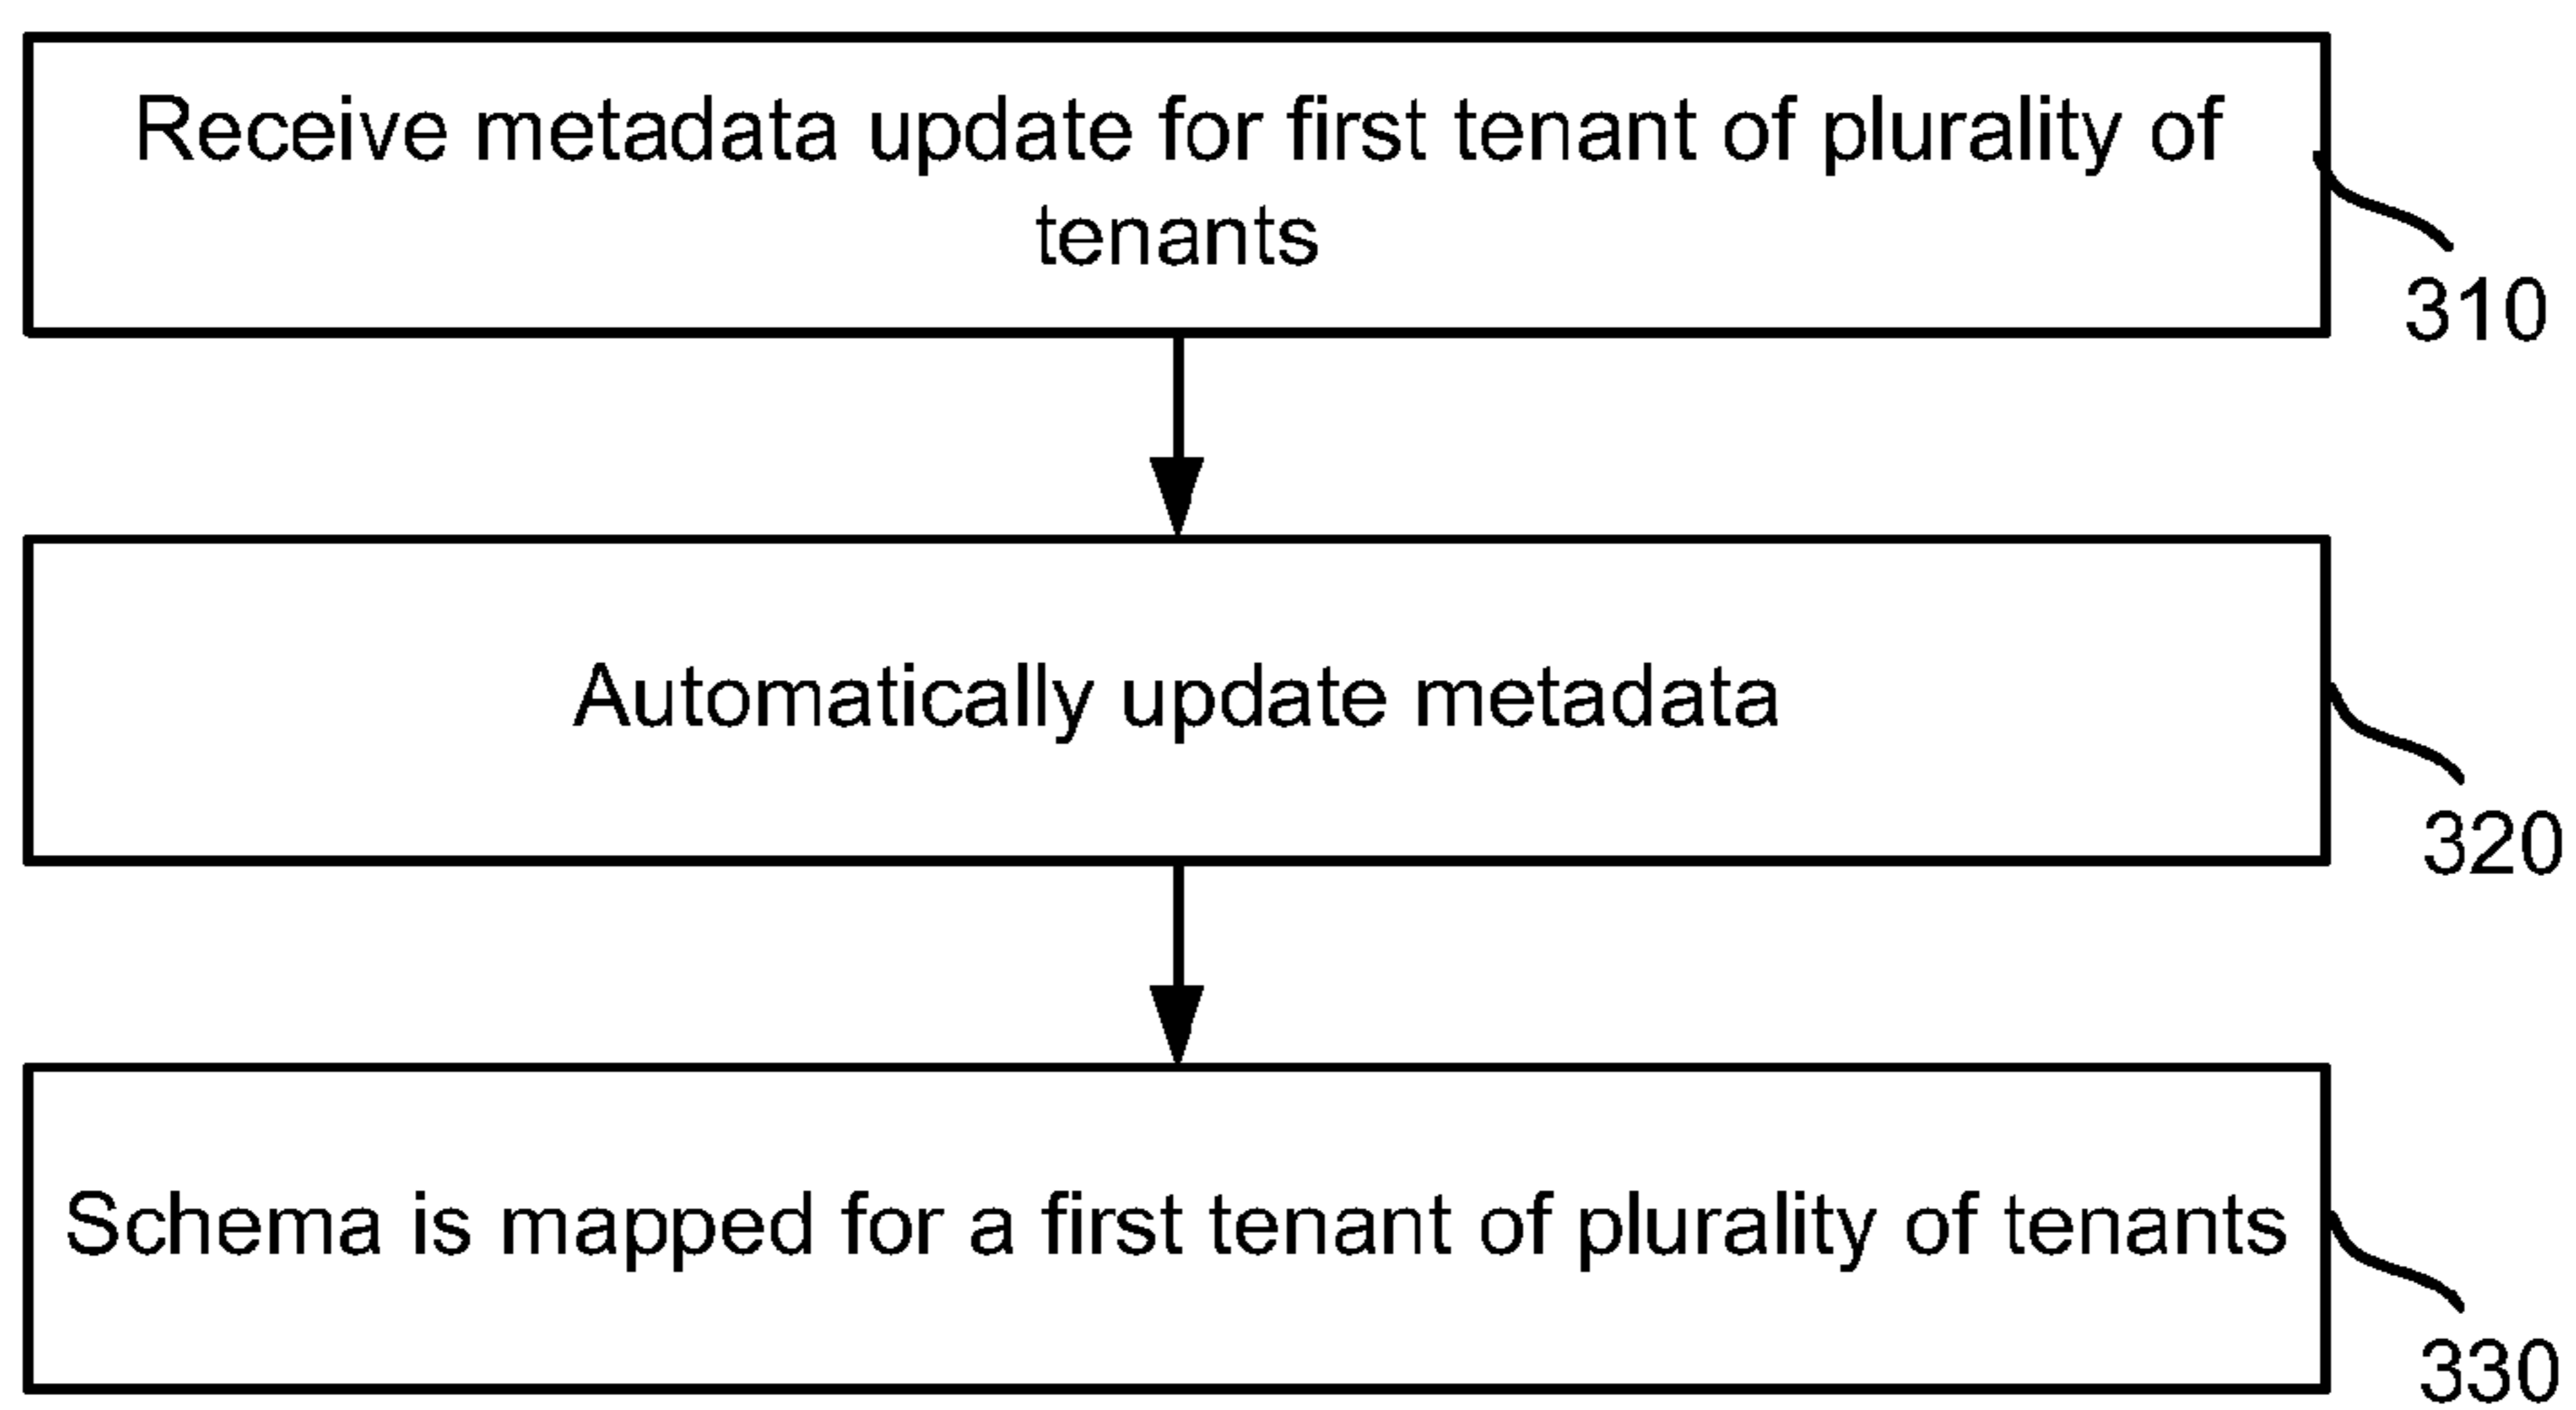 Receive metadata update for first tenant of plurality of
tenants
310
Automatically update metadata
320
Schema is mapped for a first tenant of plurality of tenants
330